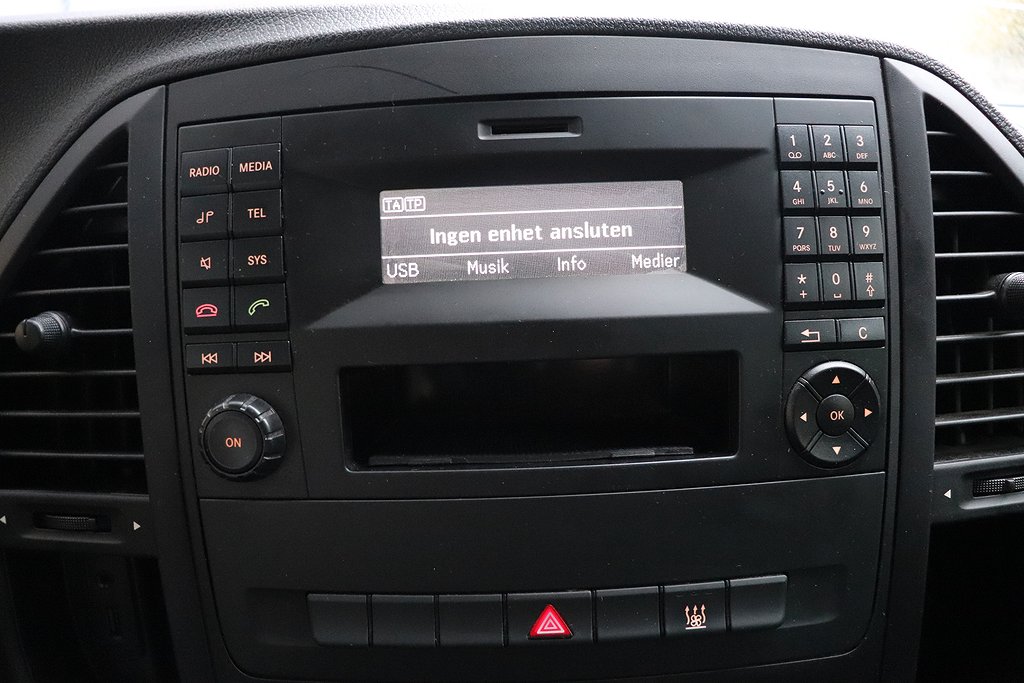 RADIO MEDIA
TEL
SYS
ON
TA TP
Ingen enhet ansluten
USB Musik Info Medier
1 2 ABC 3 DEF
4 GHI 5 JKL 6 MNO
7 PQRS 8 TUV 9 WXYZ
* + 0 #
C
OK